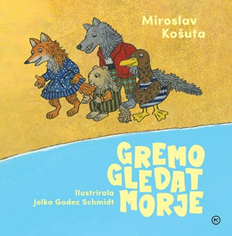 Miroslav
Košuta
GREMO
GLEDAT
MORJE
Ilustrirala
Jelka Godec Schmidt